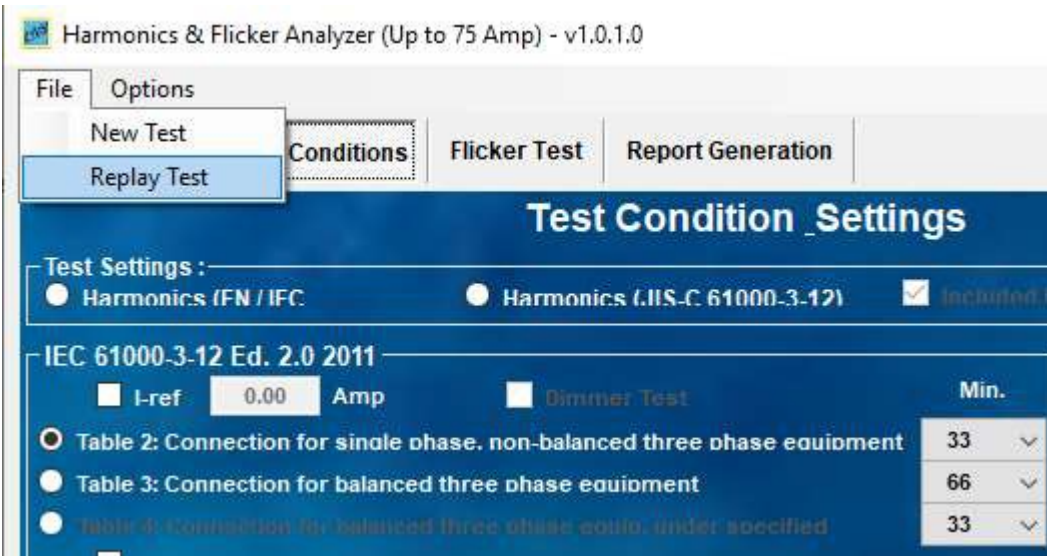 Harmonics & Flicker Analyzer (Up to 75 Amp) - v1.0.1.0
File Options
New Test
Replay Test
Conditions Flicker Test Report Generation
Test Condition _Settings
Test Settings :
Harmonics (EN / IEC Harmonics (JIS-C 61000-3-12) Included
IEC 61000-3-12 Ed. 2.0 2011
I-ref 0.00 Amp Dimmer Test Min.
Table 2: Connection for single phase, non-balanced three phase equipment 33
Table 3: Connection for balanced three phase equipment 66
Table 4: Connection for balanced three phase equip. under specified 33